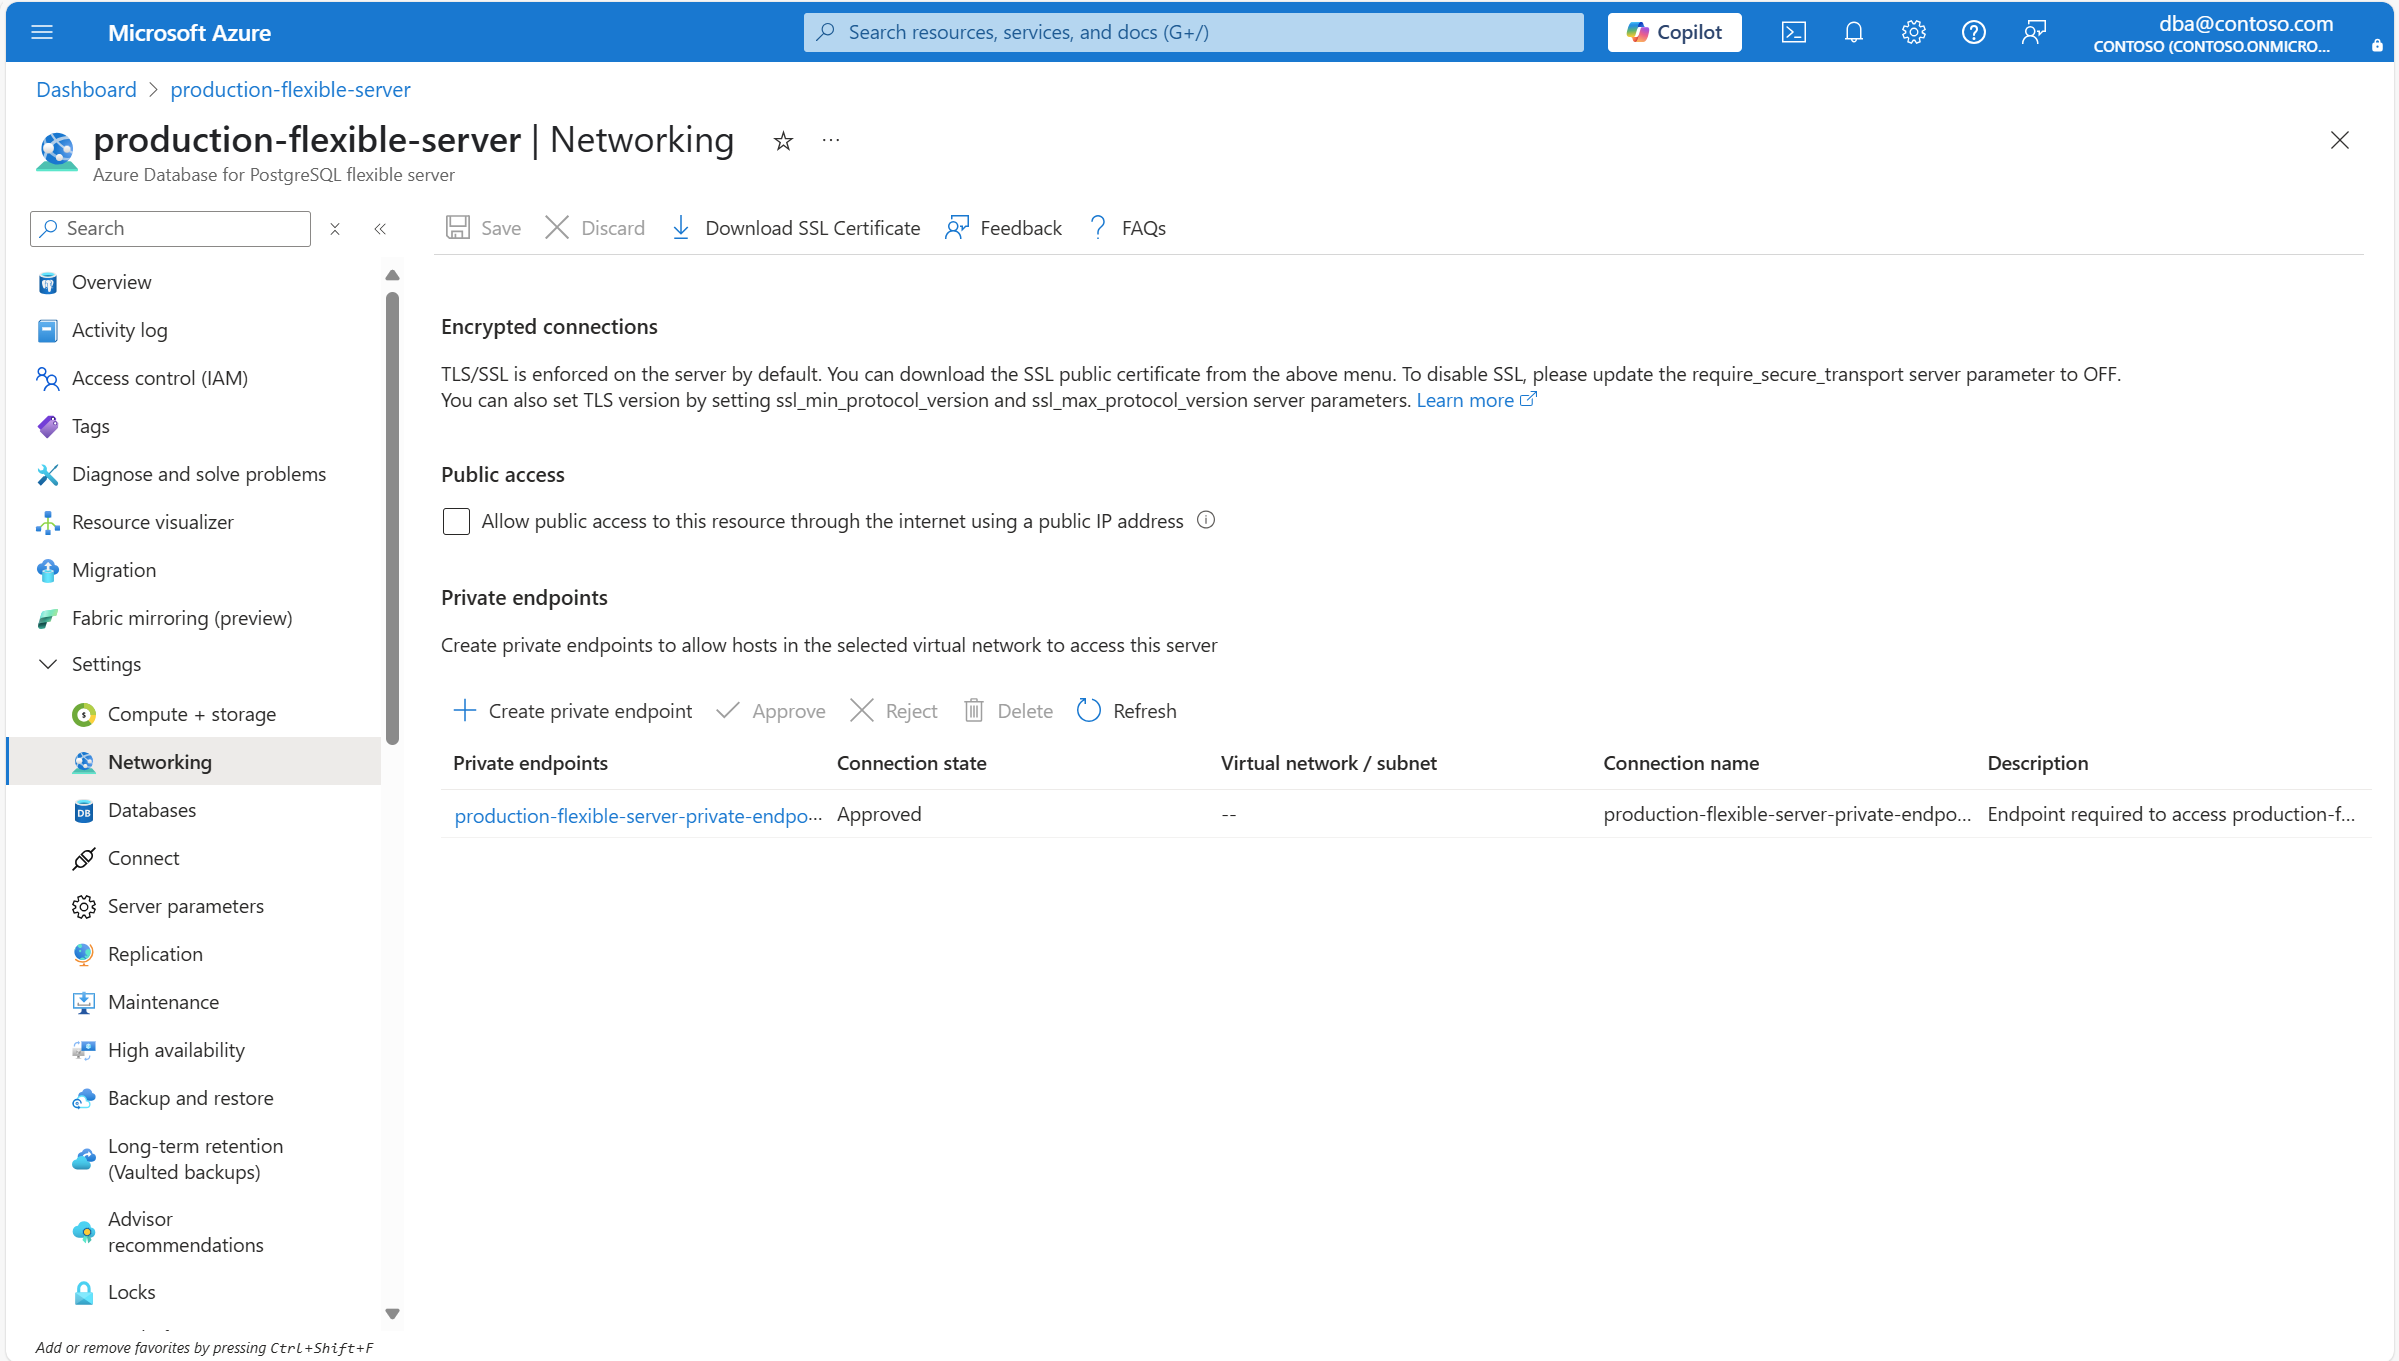 Microsoft Azure
Search resources, services, and docs (G+/)
Copilot
dba@contoso.com
CONTOSO (CONTOSO.ONMICRO...
Dashboard > production-flexible-server
production-flexible-server | Networking
Azure Database for PostgreSQL flexible server
Search
Save
Discard
Download SSL Certificate
Feedback
FAQs
Overview
Activity log
Access control (IAM)
Tags
Diagnose and solve problems
Resource visualizer
Migration
Fabric mirroring (preview)
Settings
Compute + storage
Networking
Databases
Connect
Server parameters
Replication
Maintenance
High availability
Backup and restore
Long-term retention
(Vaulted backups)
Advisor
recommendations
Locks
Add or remove favorites by pressing Ctrl+Shift+F
Encrypted connections
TLS/SSL is enforced on the server by default. You can download the SSL public certificate from the above menu. To disable SSL, please update the require_secure_transport server parameter to OFF.
You can also set TLS version by setting ssl_min_protocol_version and ssl_max_protocol_version server parameters. Learn more
Public access
Allow public access to this resource through the internet using a public IP address
Private endpoints
Create private endpoints to allow hosts in the selected virtual network to access this server
Create private endpoint
Approve
Reject
Delete
Refresh
Private endpoints Connection state Virtual network / subnet Connection name Description
production-flexible-server-private-endpo... Approved -- production-flexible-server-private-endpo... Endpoint required to access production-f...